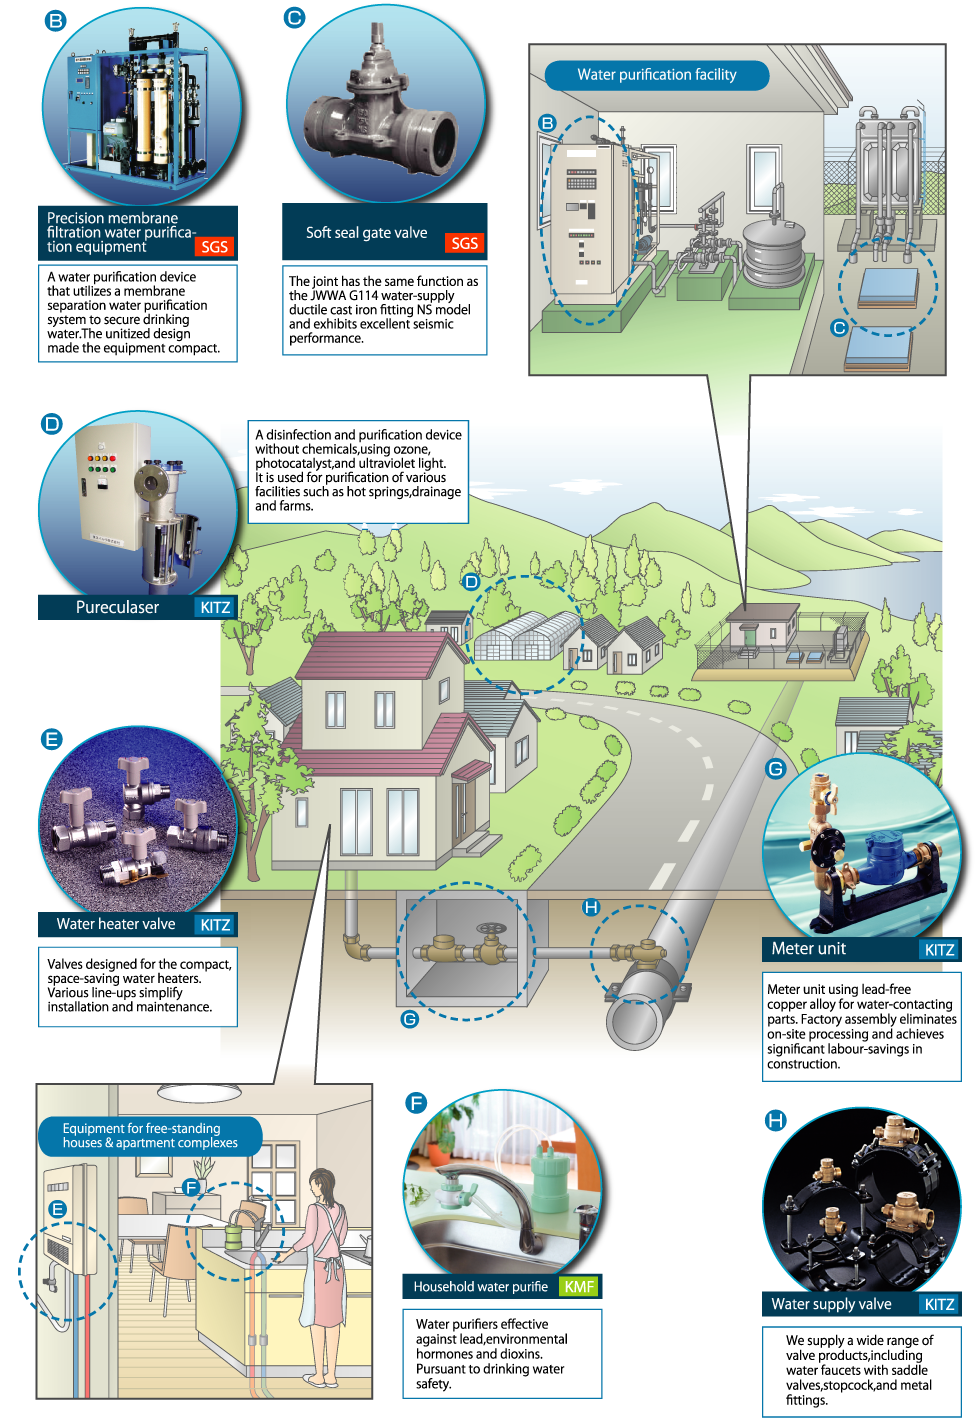 B
Precision membrane
filtration water purifica-
tion equipment
SGS
A water purification device
that utilizes a membrane
separation water purification
system to secure drinking
water.The unitized design
made the equipment compact.
C
Soft seal gate valve
SGS
The joint has the same function as
the JWWA G114 water-supply
ductile cast iron fitting NS model
and exhibits excellent seismic
performance.
Water purification facility
B
C
D
Pureculaser
KITZ
A disinfection and purification device
without chemicals,using ozone,
photocatalyst,and ultraviolet light.
It is used for purification of various
facilities such as hot springs,drainage
and farms.
D
E
Water heater valve
KITZ
Valves designed for the compact,
space-saving water heaters.
Various line-ups simplify
installation and maintenance.
G
Meter unit
KITZ
Meter unit using lead-free
copper alloy for water-contacting
parts. Factory assembly eliminates
on-site processing and achieves
significant labour-savings in
construction.
H
G
Equipment for free-standing
houses & apartment complexes
E
F
F
Household water purifie
KMF
Water purifiers effective
against lead,environmental
hormones and dioxins.
Pursuant to drinking water
safety.
H
Water supply valve
KITZ
We supply a wide range of
valve products,including
water faucets with saddle
valves,stopcock,and metal
fittings.